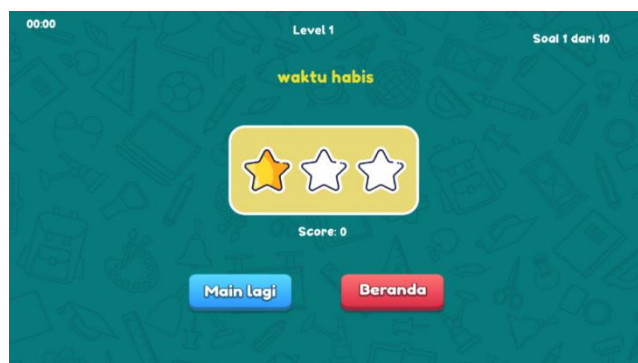 00:00
Level 1
Soal 1 dari 10
waktu habis
Score: 0
Main lagi
Beranda